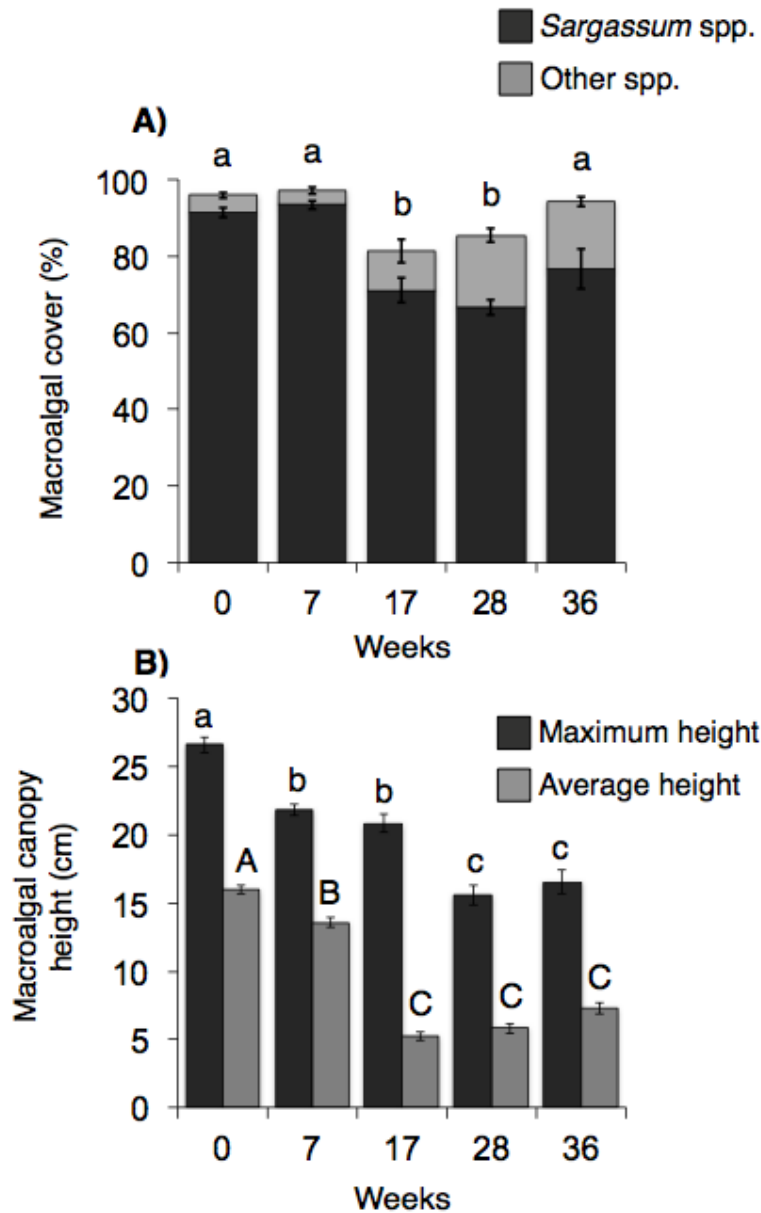 Sargassum spp.
Other spp.
A)
a a b b a
100
80
60
40
20
0
Macroalgal cover (%)
0 7 17 28 36
Weeks
B)
30
25
20
15
10
5
0
Macroalgal canopy
height (cm)
Maximum height
Average height
a b b c c
A B C C C
0 7 17 28 36
Weeks